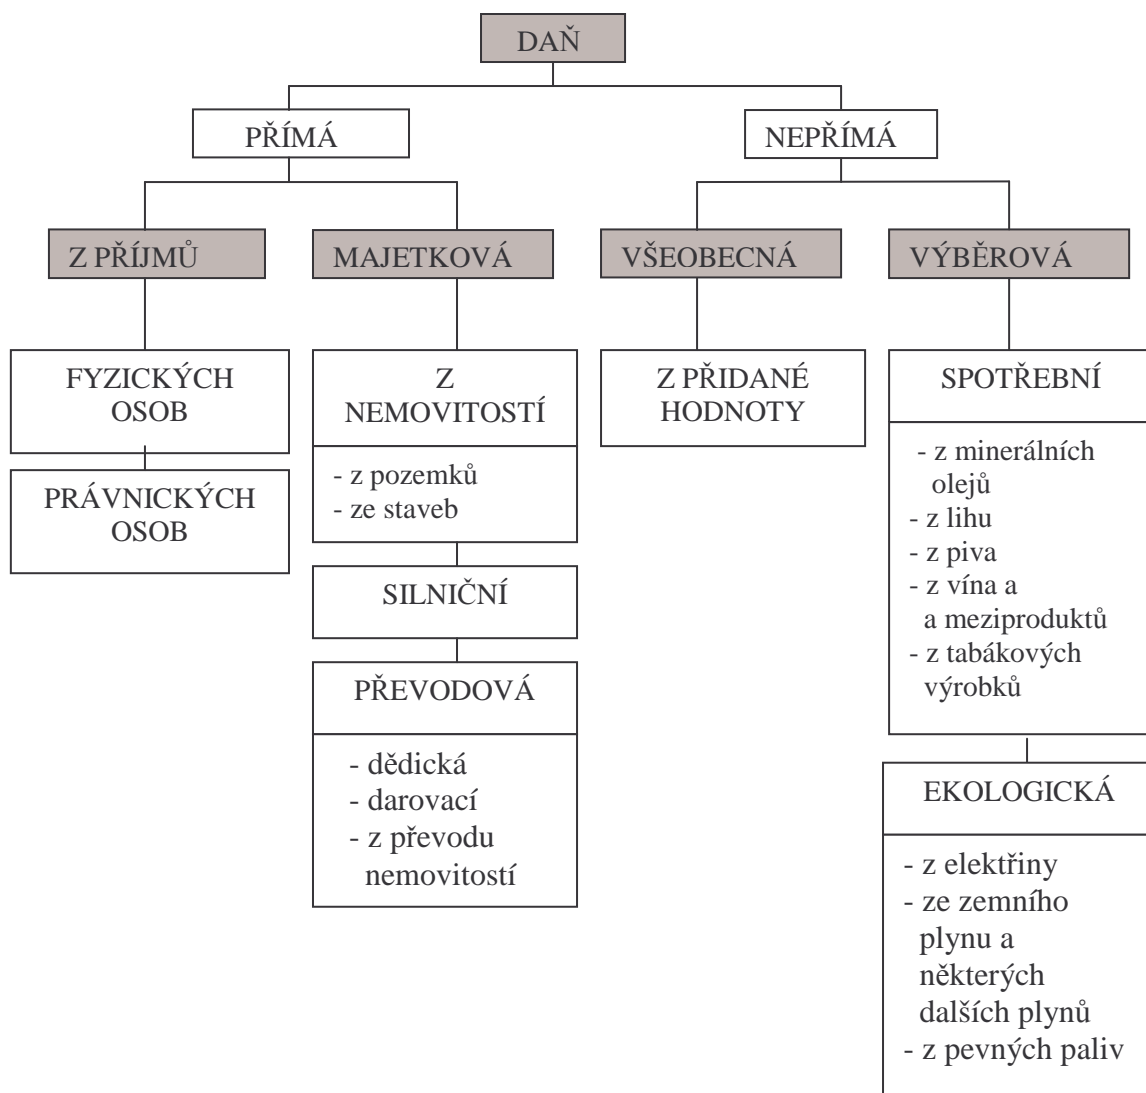 DAŇ
PŘÍMÁ
NEPŘÍMÁ
Z PŘÍJMŮ
MAJETKOVÁ
VŠEOBECNÁ
VÝBĚROVÁ
FYZICKÝCH
OSOB
PRÁVNICKÝCH
OSOB
Z
NEMOVITOSTÍ
- z pozemků
- ze staveb
SILNIČNÍ
PŘEVODOVÁ
- dědická
- darovací
- z převodu
nemovitostí
Z PŘIDANÉ
HODNOTY
SPOTŘEBNÍ
- z minerálních
olejů
- z lihu
- z piva
- z vína a
a meziproduktů
- z tabákových
výrobků
EKOLOGICKÁ
- z elektřiny
- ze zemního
plynu a
některých
dalších plynů
- z pevných paliv